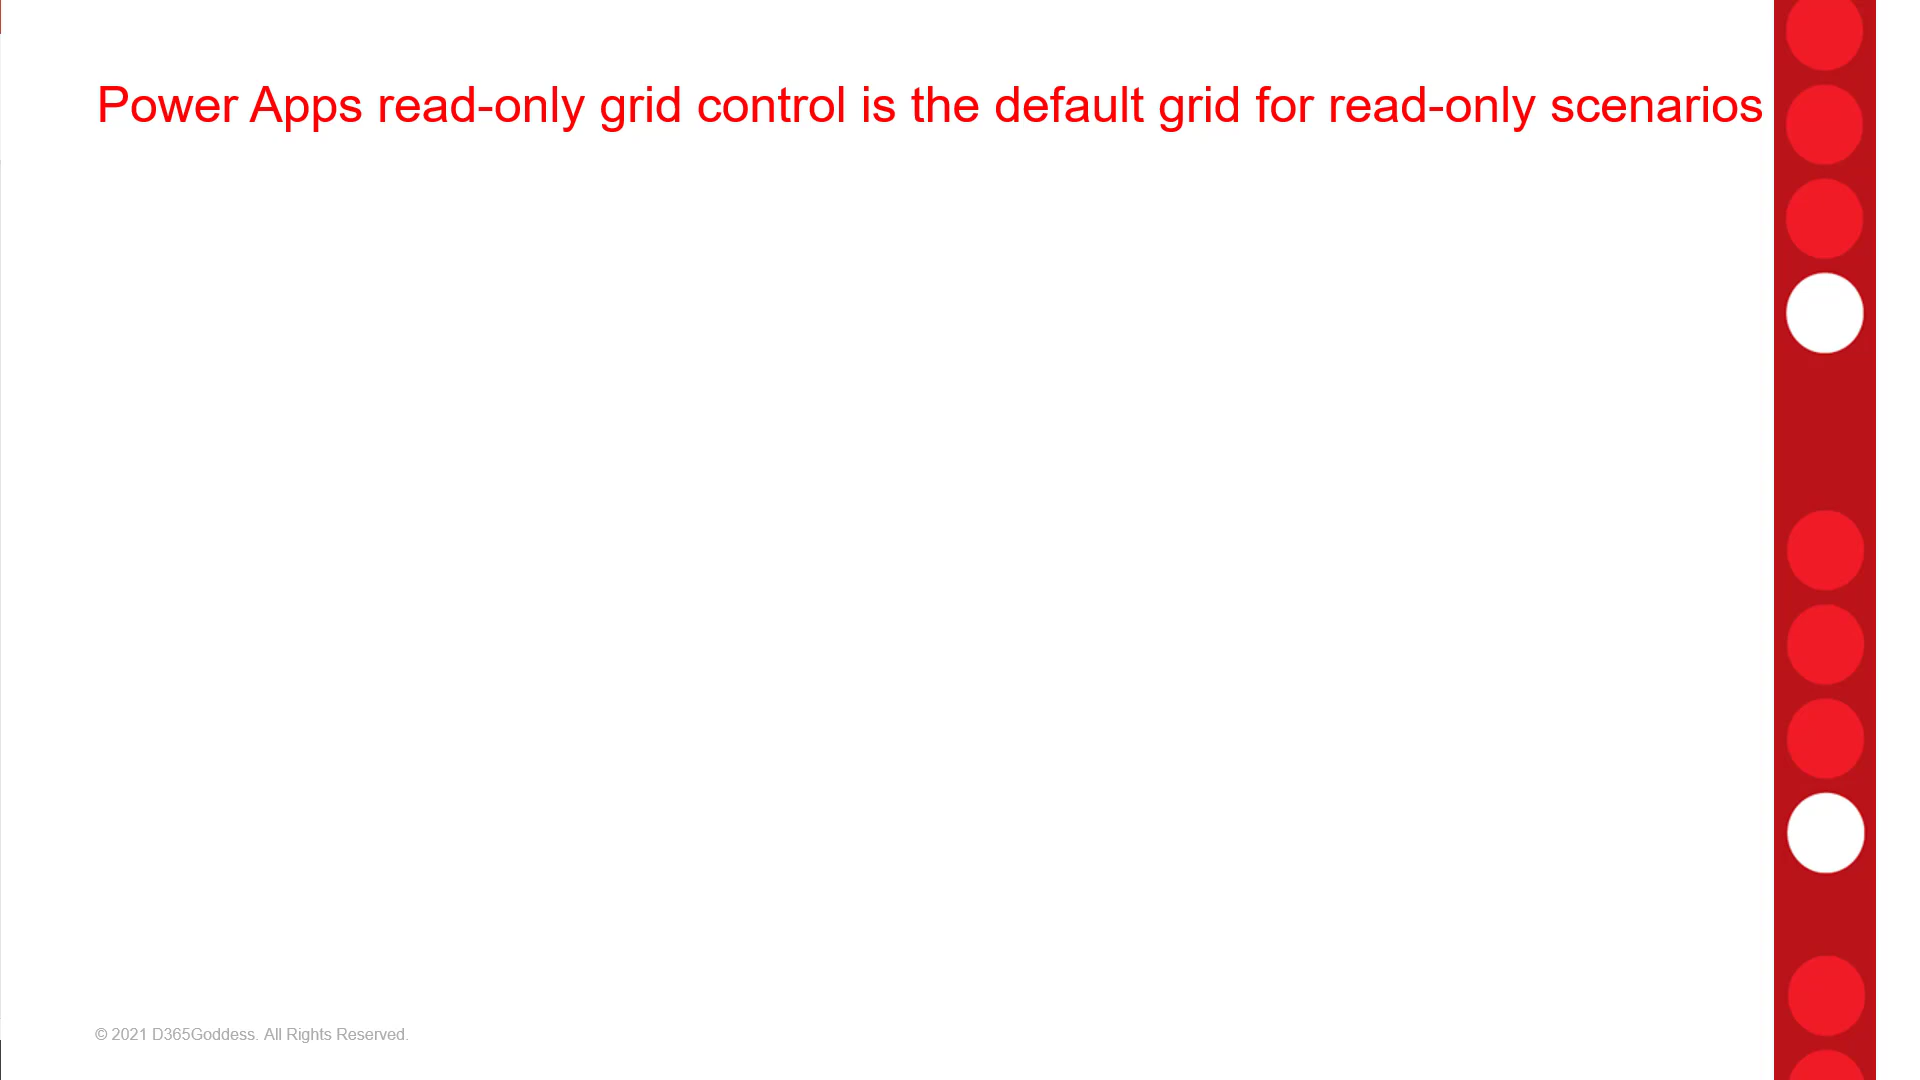 Power Apps read-only grid control is the default grid for read-only scenarios
© 2021 D365Goddess. All Rights Reserved.